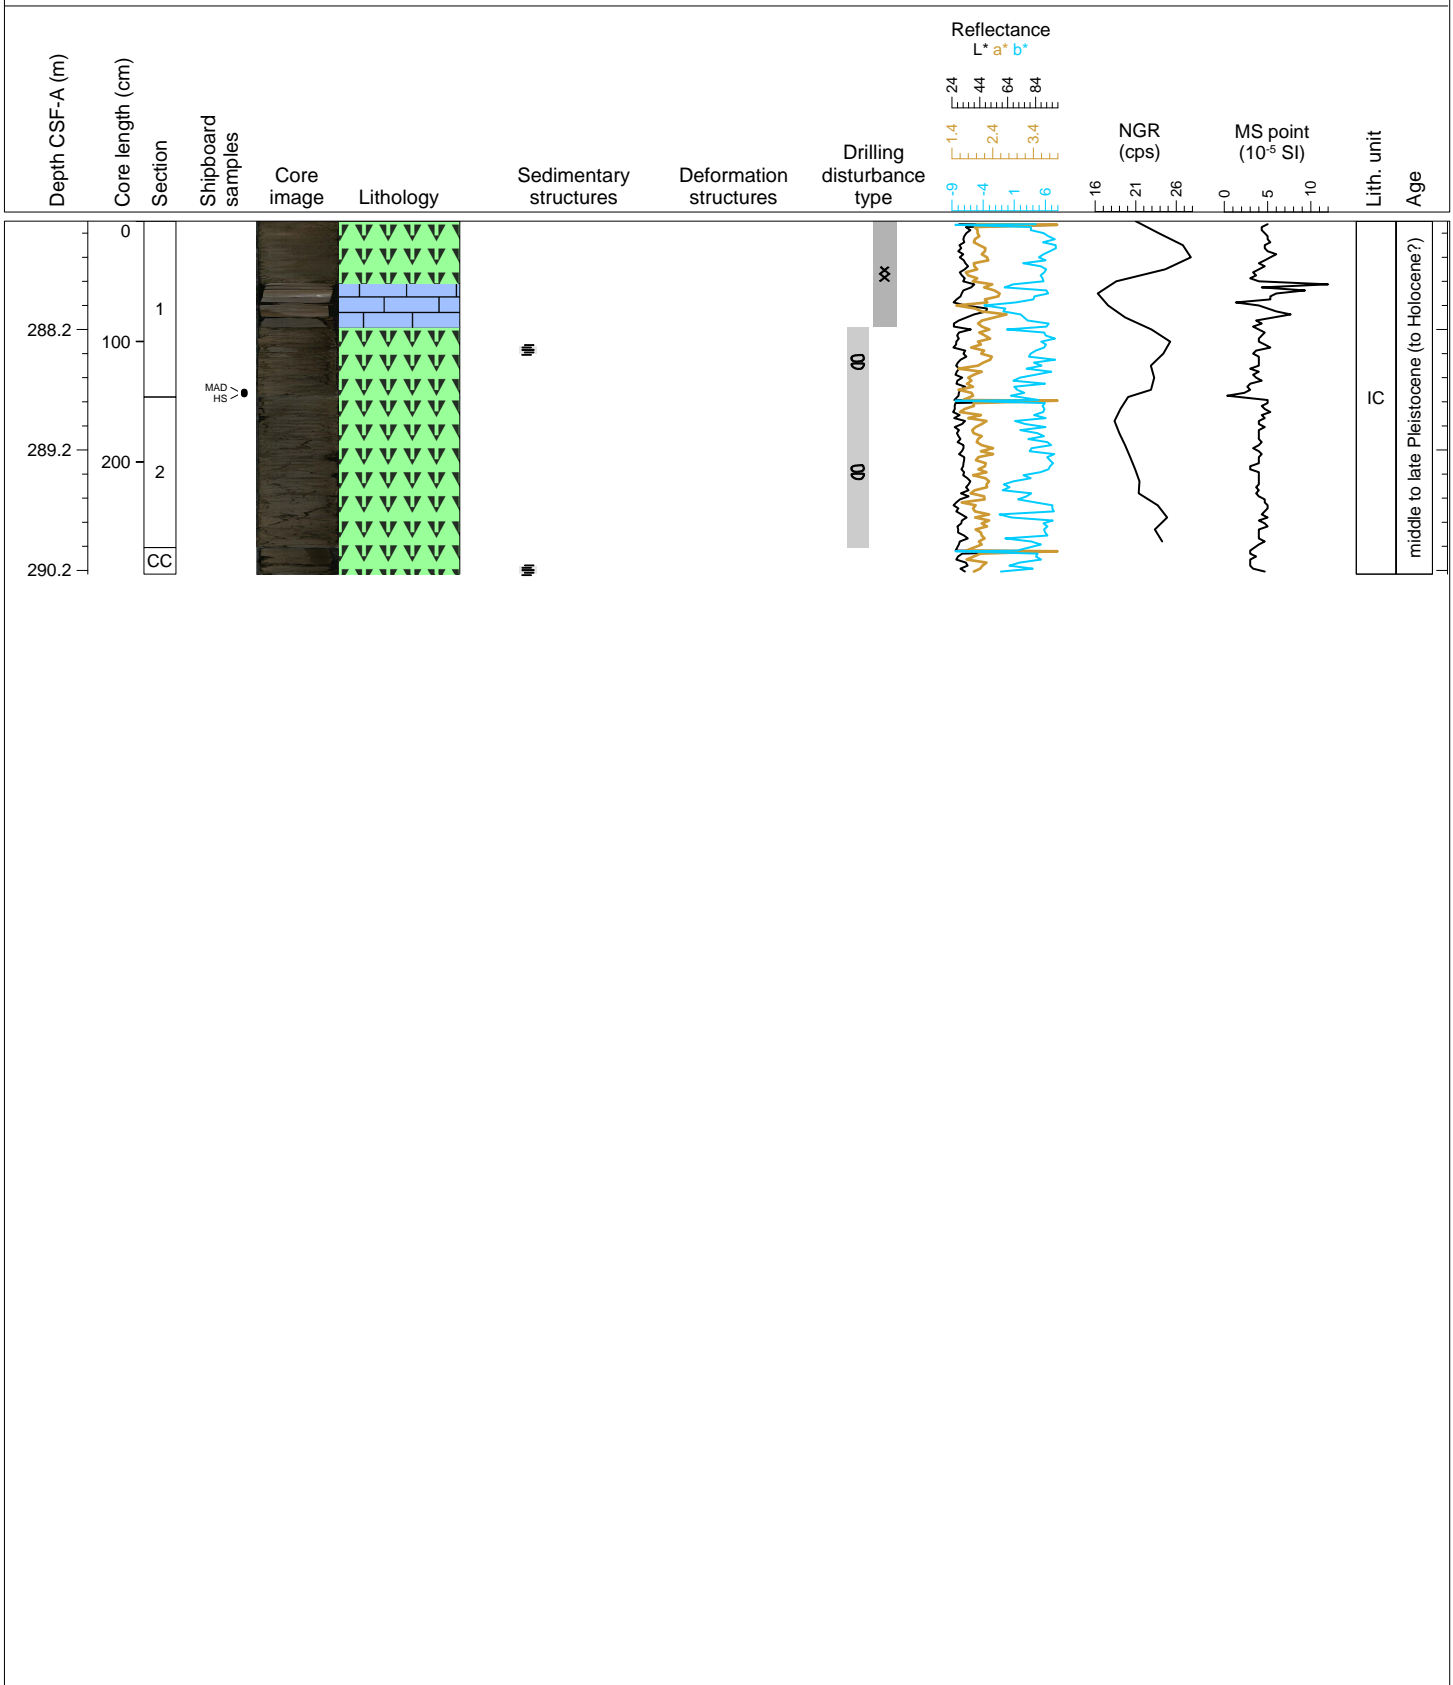 Depth CSF-A (m)
Core length (cm)
Section
Shipboard
samples
Core
image
Lithology
Sedimentary
structures
Deformation
structures
Drilling
disturbance
type
Reflectance
L* a* b*
24 44 64 84
1.4 2.4 3.4
-9 -4 1 6
NGR
(cps)
16 21 26
MS point
(10⁻⁵ SI)
0 5 10
Lith. unit
Age
288.2
289.2
290.2
0
100
200
1
2
CC
MAD
HS
IC
middle to late Pleistocene (to Holocene?)